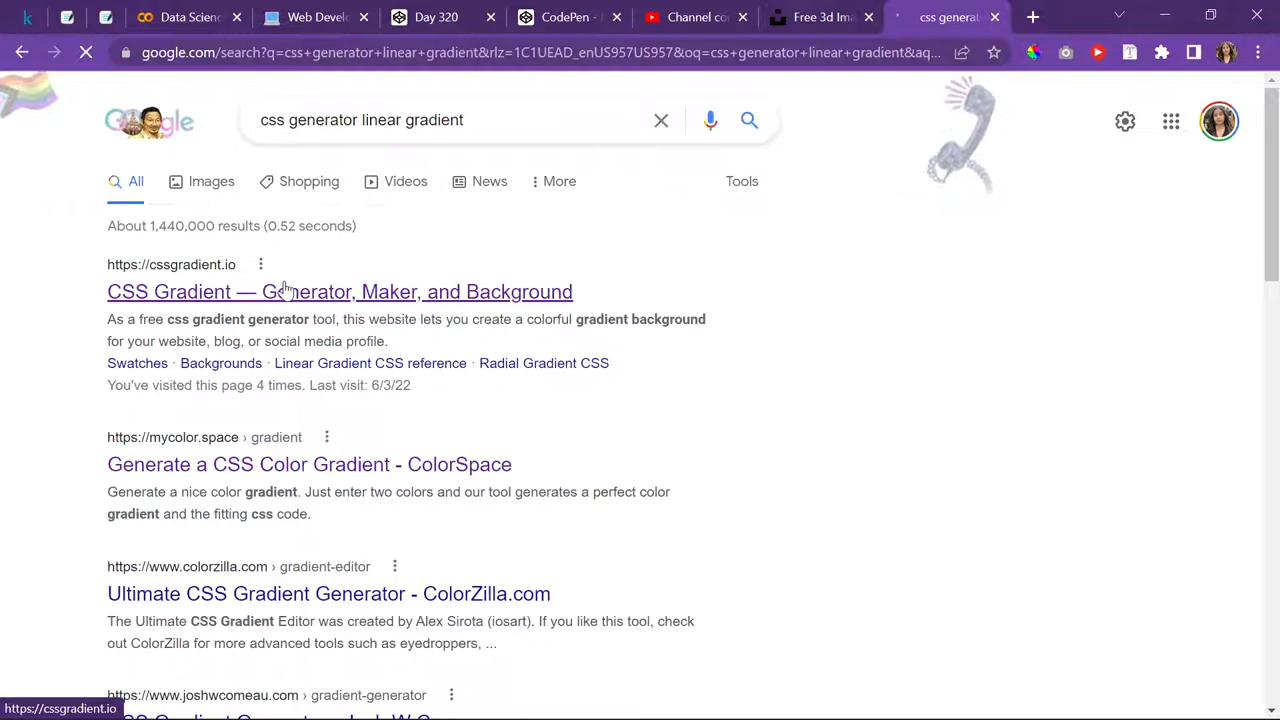 Data Scien
Web Devel
Day 320
CodePen -
Channel co
Free 3d Ima
css generat
google.com/search?q=css+generator+linear+gradient&rlz=1C1UEAD_enUS957US957&oq=css+generator+linear+gradient&aq...
css generator linear gradient
All
Images
Shopping
Videos
News
More
Tools
About 1,440,000 results (0.52 seconds)
https://cssgradient.io
CSS Gradient — Generator, Maker, and Background
As a free css gradient generator tool, this website lets you create a colorful gradient background
for your website, blog, or social media profile.
Swatches · Backgrounds · Linear Gradient CSS reference · Radial Gradient CSS
You've visited this page 4 times. Last visit: 6/3/22
https://mycolor.space › gradient
Generate a CSS Color Gradient - ColorSpace
Generate a nice color gradient. Just enter two colors and our tool generates a perfect color
gradient and the fitting css code.
https://www.colorzilla.com › gradient-editor
Ultimate CSS Gradient Generator - ColorZilla.com
The Ultimate CSS Gradient Editor was created by Alex Sirota (iosart). If you like this tool, check
out ColorZilla for more advanced tools such as eyedroppers, ...
https://www.joshwcomeau.com › gradient-generator
https://cssgradient.io